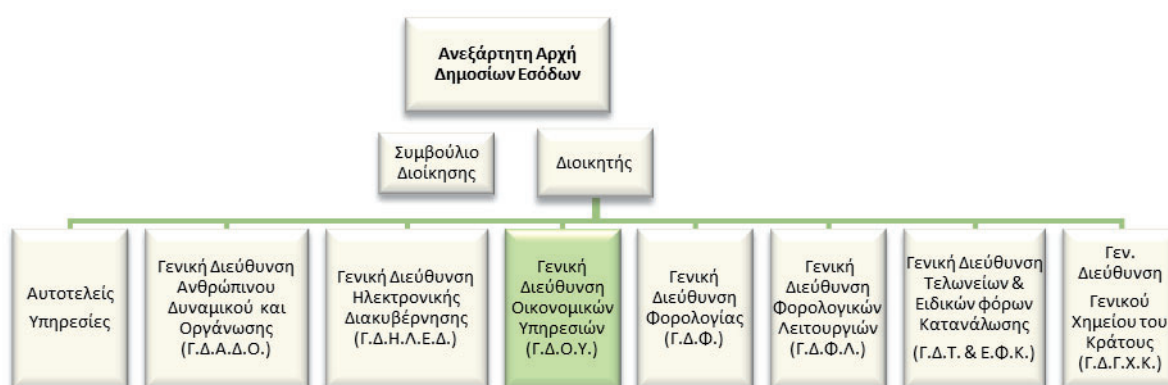 Ανεξάρτητη Αρχή
Δημοσίων Εσόδων
Συμβούλιο
Διοίκησης
Διοικητής
Αυτοτελείς
Υπηρεσίες
Γενική Διεύθυνση
Ανθρώπινου
Δυναμικού και
Οργάνωσης
(Γ.Δ.Α.Δ.Ο.)
Γενική Διεύθυνση
Ηλεκτρονικής
Διακυβέρνησης
(Γ.Δ.Η.Λ.Ε.Δ.)
Γενική
Διεύθυνση
Οικονομικών
Υπηρεσιών
(Γ.Δ.Ο.Υ.)
Γενική
Διεύθυνση
Φορολογίας
(Γ.Δ.Φ.)
Γενική
Διεύθυνση
Φορολογικών
Λειτουργιών
(Γ.Δ.Φ.Λ.)
Γενική Διεύθυνση
Τελωνείων &
Ειδικών φόρων
Κατανάλωσης
(Γ.Δ.Τ. & Ε.Φ.Κ.)
Γεν.
Διεύθυνση
Γενικού
Χημείου του
Κράτους
(Γ.Δ.Γ.Χ.Κ.)